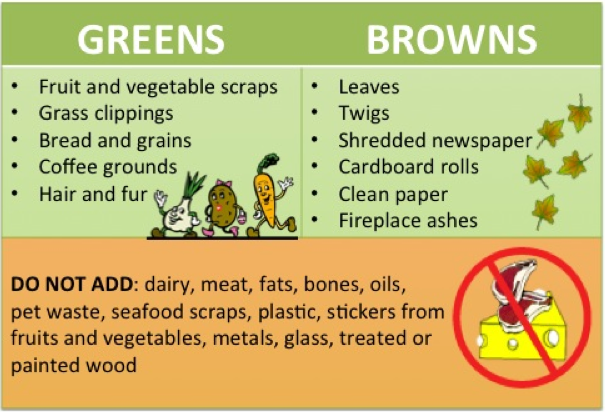 GREENS
BROWNS
• Fruit and vegetable scraps
• Grass clippings
• Bread and grains
• Coffee grounds
• Hair and fur
• Leaves
• Twigs
• Shredded newspaper
• Cardboard rolls
• Clean paper
• Fireplace ashes
DO NOT ADD: dairy, meat, fats, bones, oils,
pet waste, seafood scraps, plastic, stickers from
fruits and vegetables, metals, glass, treated or
painted wood